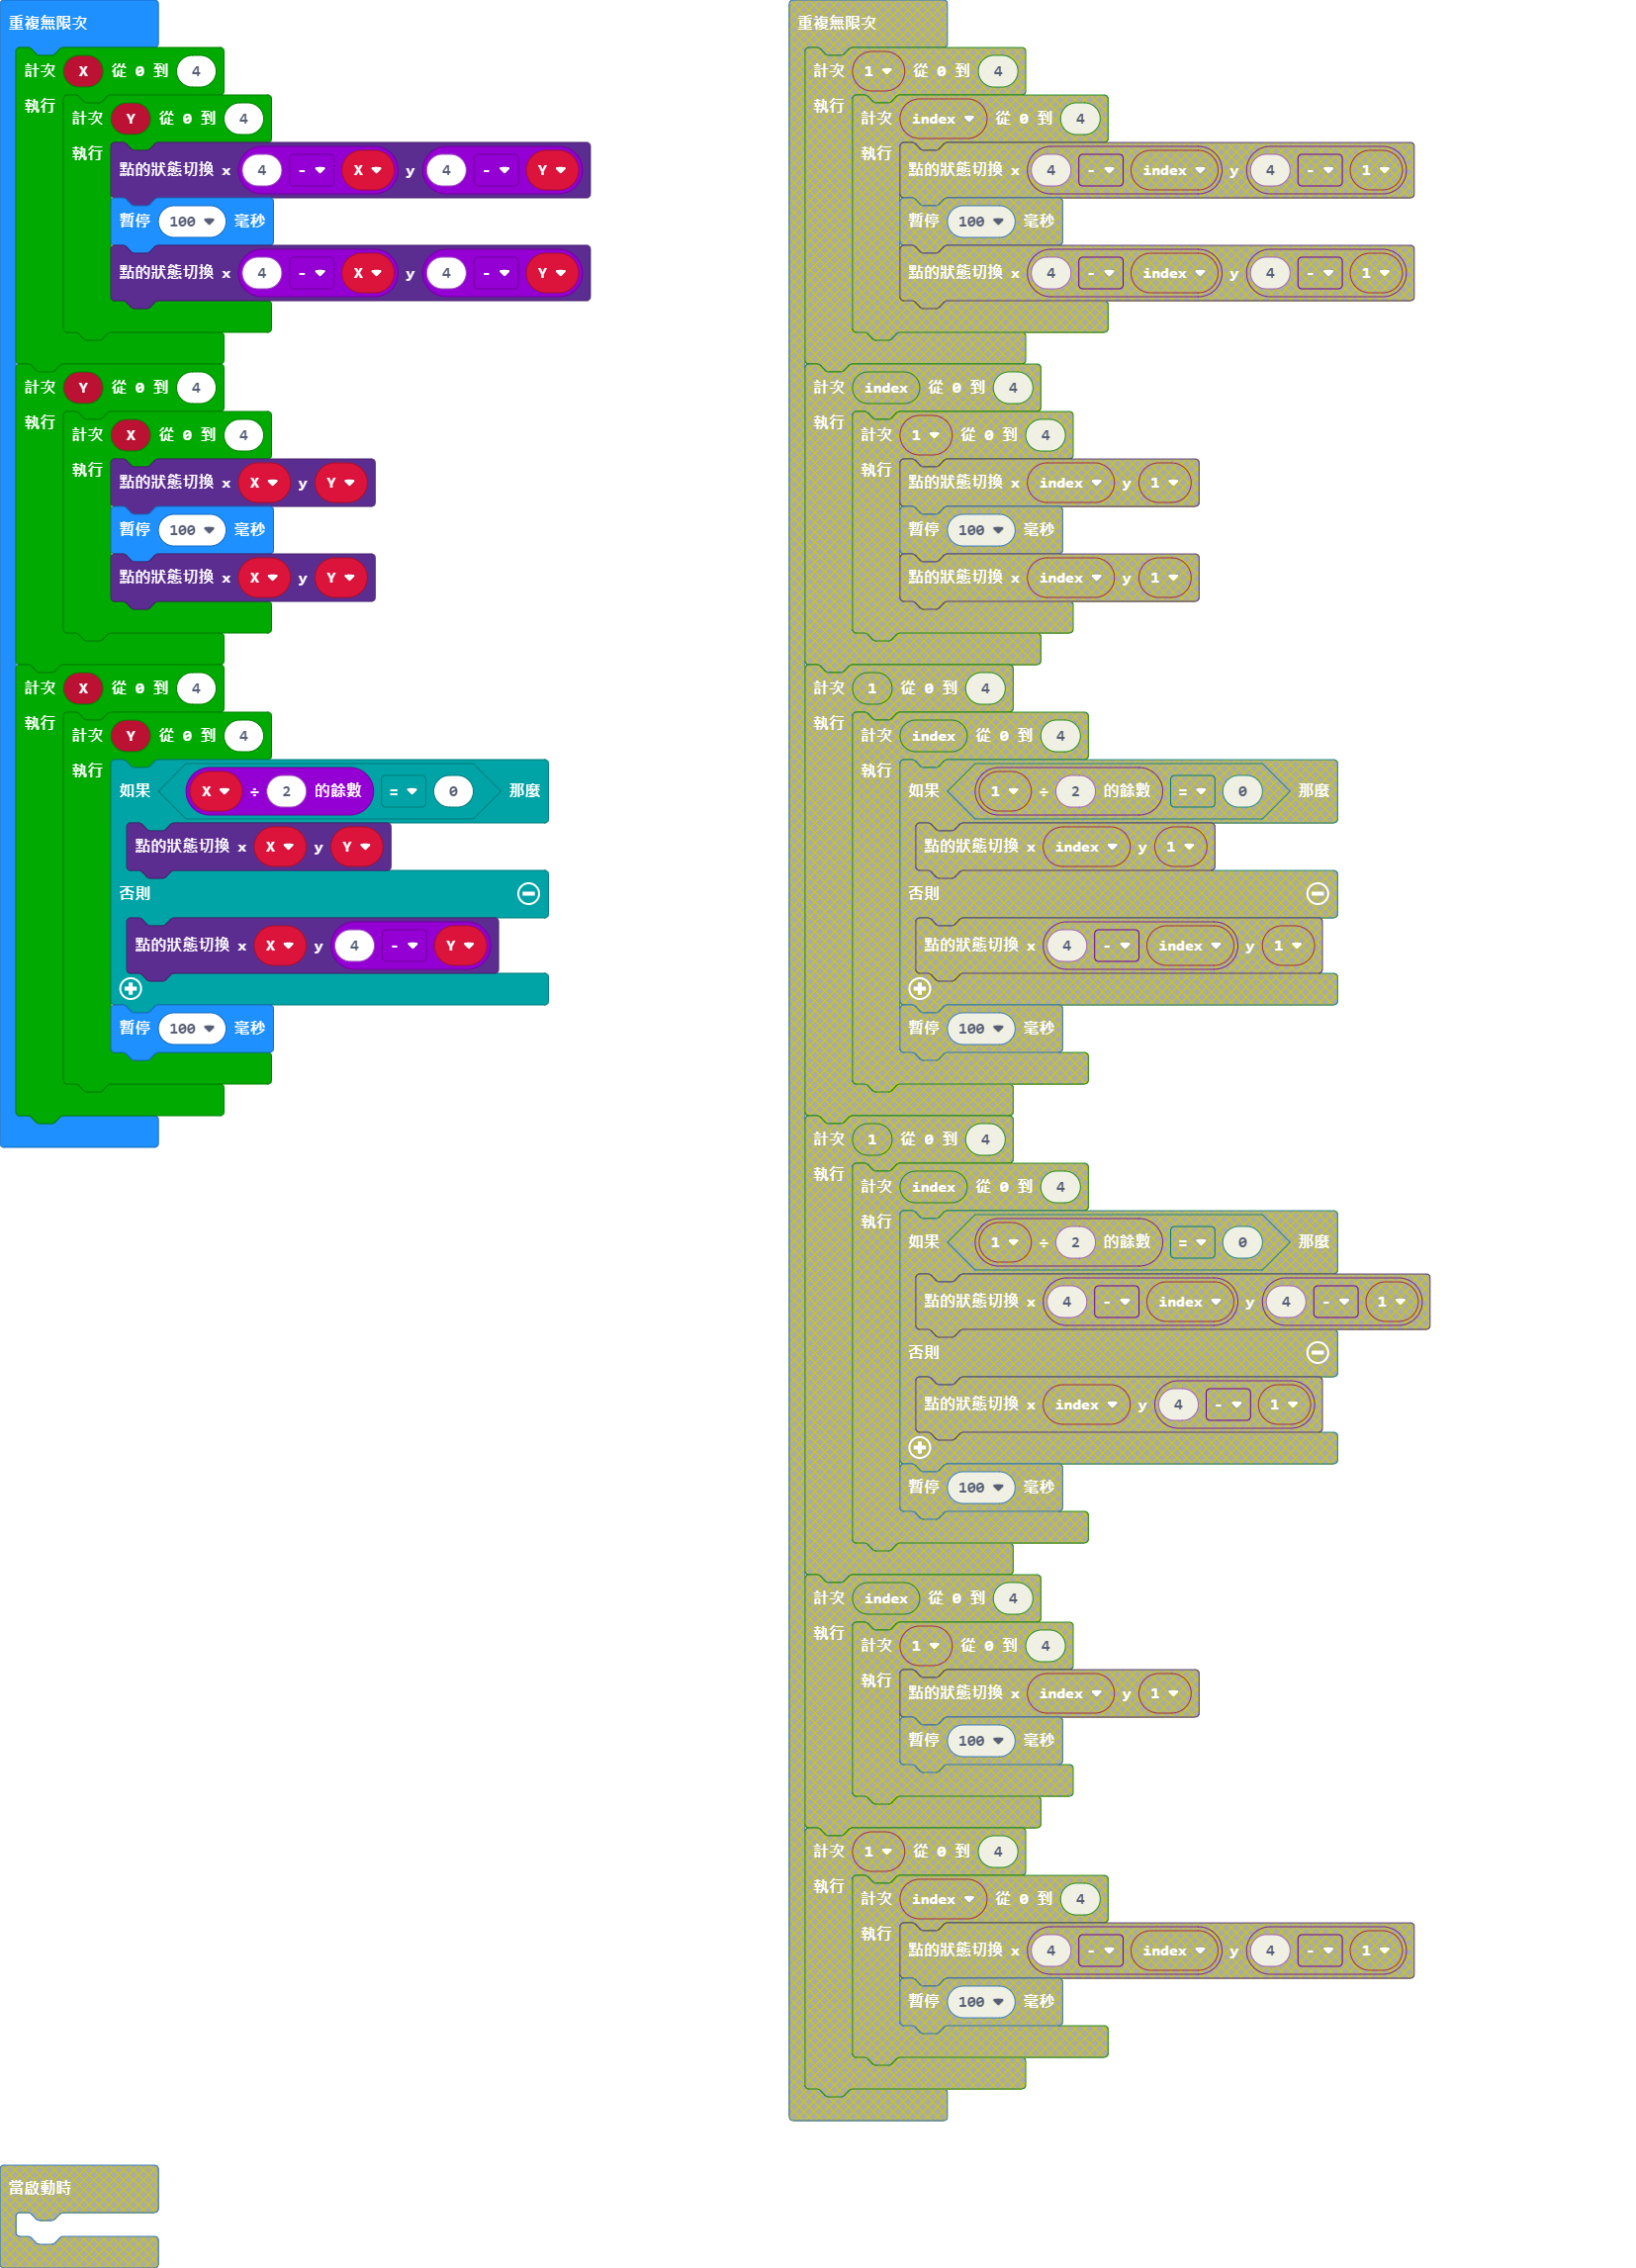 重複無限次
計次 X 從 0 到 4
執行
計次 Y 從 0 到 4
執行
點的狀態切換 x 4 - X y 4 - Y
暫停 100 毫秒
點的狀態切換 x 4 - X y 4 - Y
計次 Y 從 0 到 4
執行
計次 X 從 0 到 4
執行
點的狀態切換 x X y Y
暫停 100 毫秒
點的狀態切換 x X y Y
計次 X 從 0 到 4
執行
計次 Y 從 0 到 4
執行
如果 X ÷ 2 的餘數 = 0 那麼
點的狀態切換 x X y Y
否則
點的狀態切換 x X y 4 - Y
暫停 100 毫秒
重複無限次
計次 1 從 0 到 4
執行
計次 index 從 0 到 4
執行
點的狀態切換 x 4 - index y 4 - 1
暫停 100 毫秒
點的狀態切換 x 4 - index y 4 - 1
計次 index 從 0 到 4
執行
計次 1 從 0 到 4
執行
點的狀態切換 x index y 1
暫停 100 毫秒
點的狀態切換 x index y 1
計次 1 從 0 到 4
執行
計次 index 從 0 到 4
執行
如果 1 ÷ 2 的餘數 = 0 那麼
點的狀態切換 x index y 1
否則
點的狀態切換 x 4 - index y 1
暫停 100 毫秒
計次 1 從 0 到 4
執行
計次 index 從 0 到 4
執行
如果 1 ÷ 2 的餘數 = 0 那麼
點的狀態切換 x 4 - index y 4 - 1
否則
點的狀態切換 x index y 4 - 1
暫停 100 毫秒
計次 index 從 0 到 4
執行
計次 1 從 0 到 4
執行
點的狀態切換 x index y 1
暫停 100 毫秒
計次 1 從 0 到 4
執行
計次 index 從 0 到 4
執行
點的狀態切換 x 4 - index y 4 - 1
暫停 100 毫秒
當啟動時